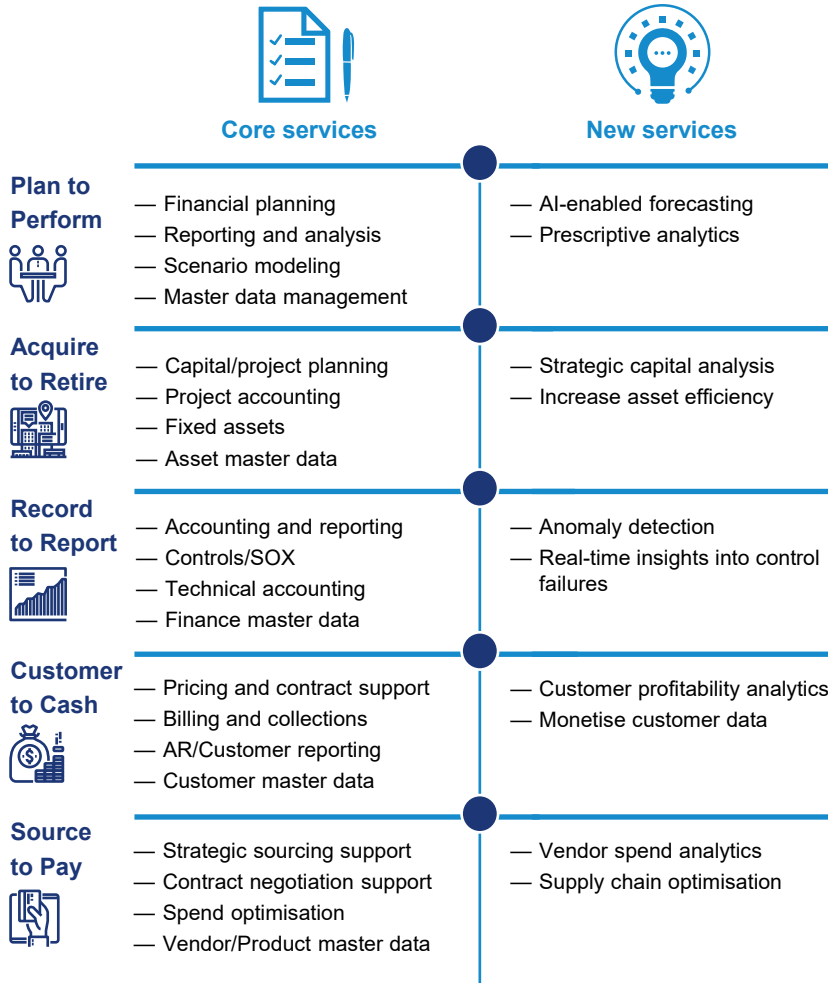 Core services
New services
Plan to
Perform
— Financial planning
— Reporting and analysis
— Scenario modeling
— Master data management
— AI-enabled forecasting
— Prescriptive analytics
Acquire
to Retire
— Capital/project planning
— Project accounting
— Fixed assets
— Asset master data
— Strategic capital analysis
— Increase asset efficiency
Record
to Report
— Accounting and reporting
— Controls/SOX
— Technical accounting
— Finance master data
— Anomaly detection
— Real-time insights into control
failures
Customer
to Cash
— Pricing and contract support
— Billing and collections
— AR/Customer reporting
— Customer master data
— Customer profitability analytics
— Monetise customer data
Source
to Pay
— Strategic sourcing support
— Contract negotiation support
— Spend optimisation
— Vendor/Product master data
— Vendor spend analytics
— Supply chain optimisation